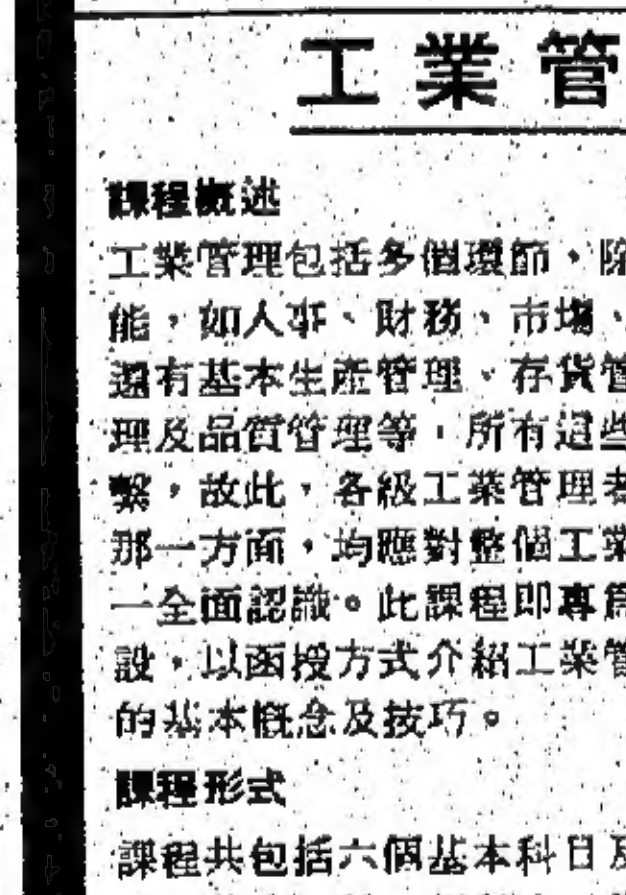 工業管
課程概述
工業管理包括多個環節，除
能，如人事、財務、市場、
還有基本生產管理、存貨管
理及品質管理等，所有這些
繫，故此，各級工業管理者
那一方面，均應對整個工業
一全面認識。此課程即專為
設，以函授方式介紹工業管
的基本概念及技巧。
課程形式
課程共包括六個基本科目及